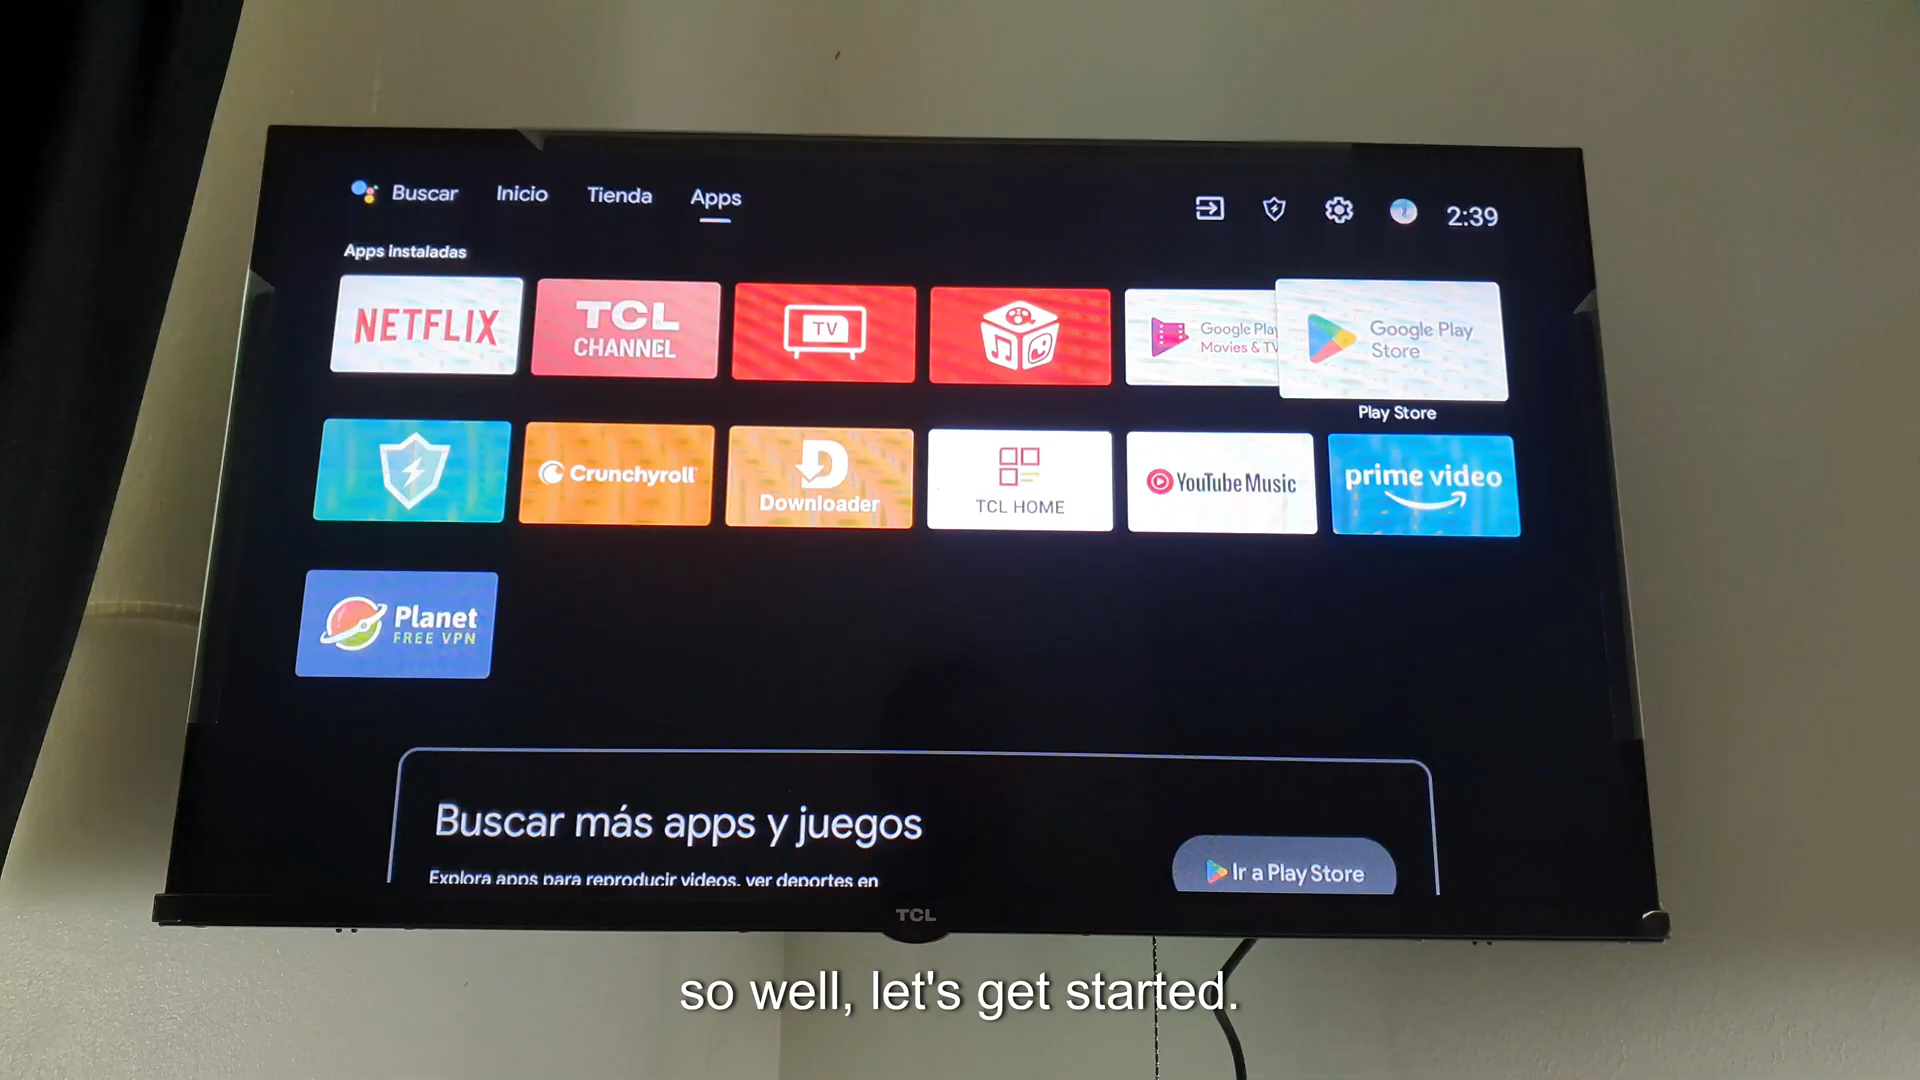 Buscar Inicio Tienda Apps 2:39
Apps instaladas
NETFLIX
TCL
CHANNEL
TV
Google Play
Movies & TV
Google Play
Store
Play Store
Crunchyroll
D
Downloader
TCL HOME
YouTube Music
prime video
Planet
FREE VPN
Buscar más apps y juegos
Explora apps para reproducir videos, ver deportes en
Ir a Play Store
TCL
so well, let's get started.